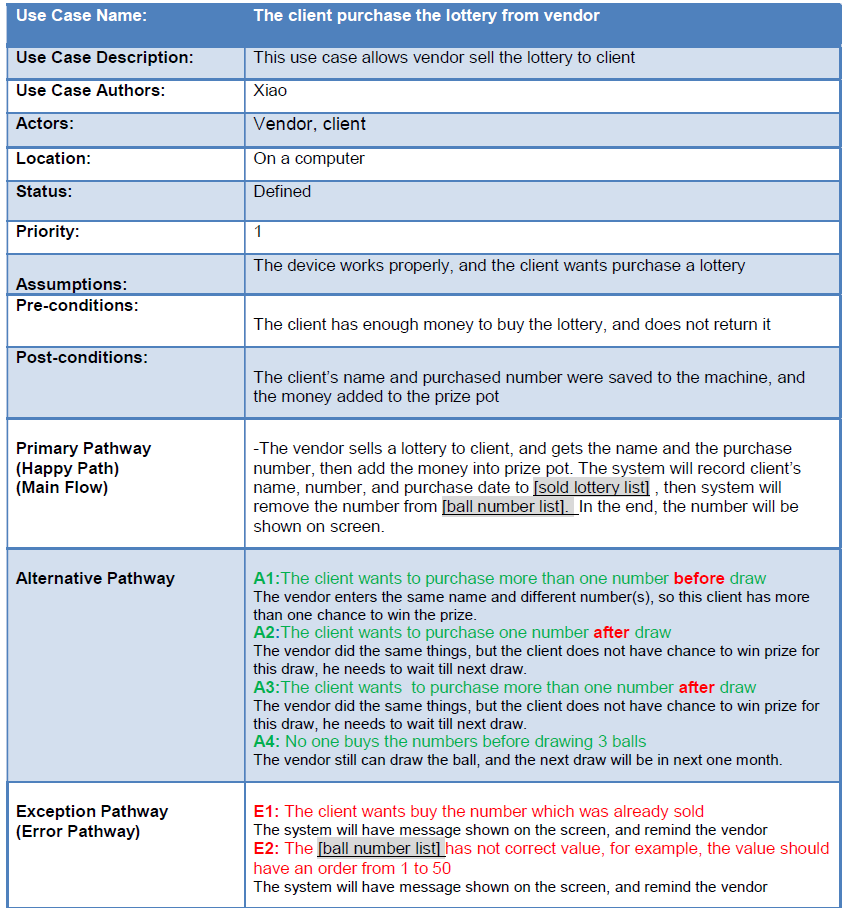 Use Case Name: The client purchase the lottery from vendor
Use Case Description: This use case allows vendor sell the lottery to client
Use Case Authors: Xiao
Actors: Vendor, client
Location: On a computer
Status: Defined
Priority: 1
Assumptions: The device works properly, and the client wants purchase a lottery
Pre-conditions:
The client has enough money to buy the lottery, and does not return it
Post-conditions:
The client's name and purchased number were saved to the machine, and
the money added to the prize pot
Primary Pathway
(Happy Path)
(Main Flow)
-The vendor sells a lottery to client, and gets the name and the purchase
number, then add the money into prize pot. The system will record client's
name, number, and purchase date to [sold lottery list] , then system will
remove the number from [ball number list]. In the end, the number will be
shown on screen.
Alternative Pathway
A1:The client wants to purchase more than one number before draw
The vendor enters the same name and different number(s), so this client has more
than one chance to win the prize.
A2:The client wants to purchase one number after draw
The vendor did the same things, but the client does not have chance to win prize for
this draw, he needs to wait till next draw.
A3:The client wants to purchase more than one number after draw
The vendor did the same things, but the client does not have chance to win prize for
this draw, he needs to wait till next draw.
A4: No one buys the numbers before drawing 3 balls
The vendor still can draw the ball, and the next draw will be in next one month.
Exception Pathway
(Error Pathway)
E1: The client wants buy the number which was already sold
The system will have message shown on the screen, and remind the vendor
E2: The [ball number list] has not correct value, for example, the value should
have an order from 1 to 50
The system will have message shown on the screen, and remind the vendor